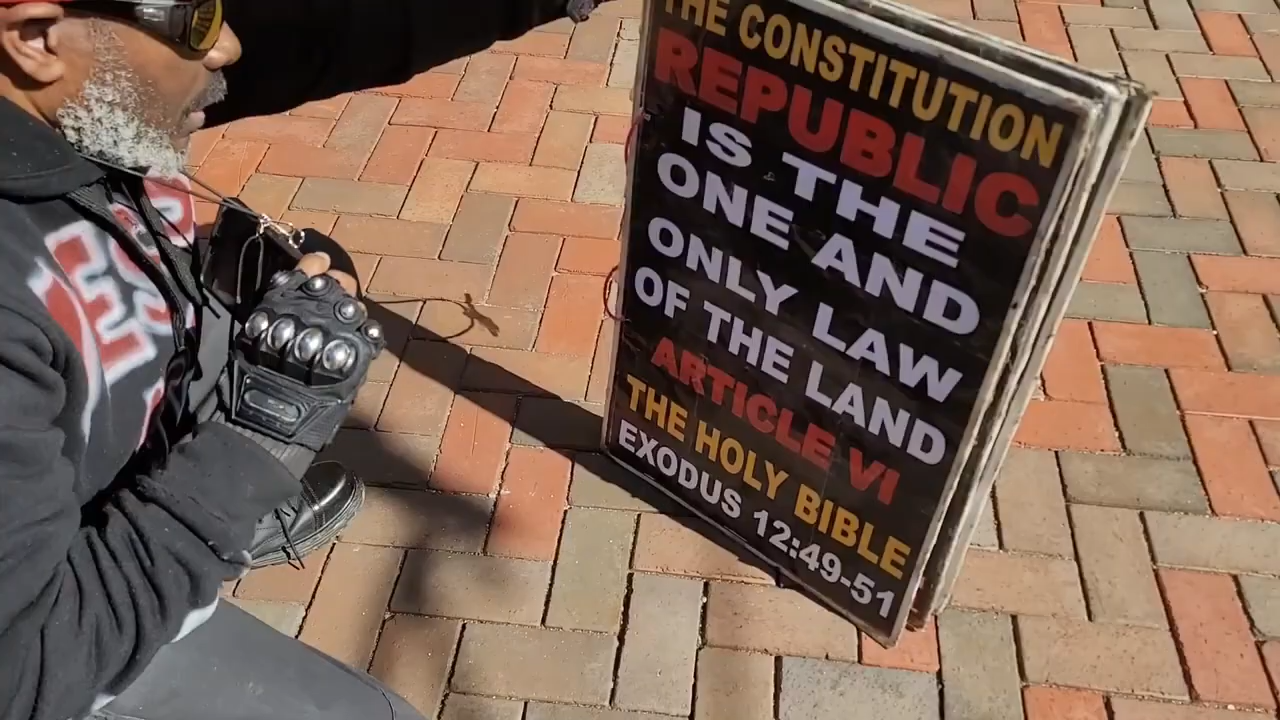 THE CONSTITUTION
REPUBLIC
IS THE
ONE AND
ONLY LAW
OF THE LAND
ARTICLE VI
THE HOLY BIBLE
EXODUS 12:49-51